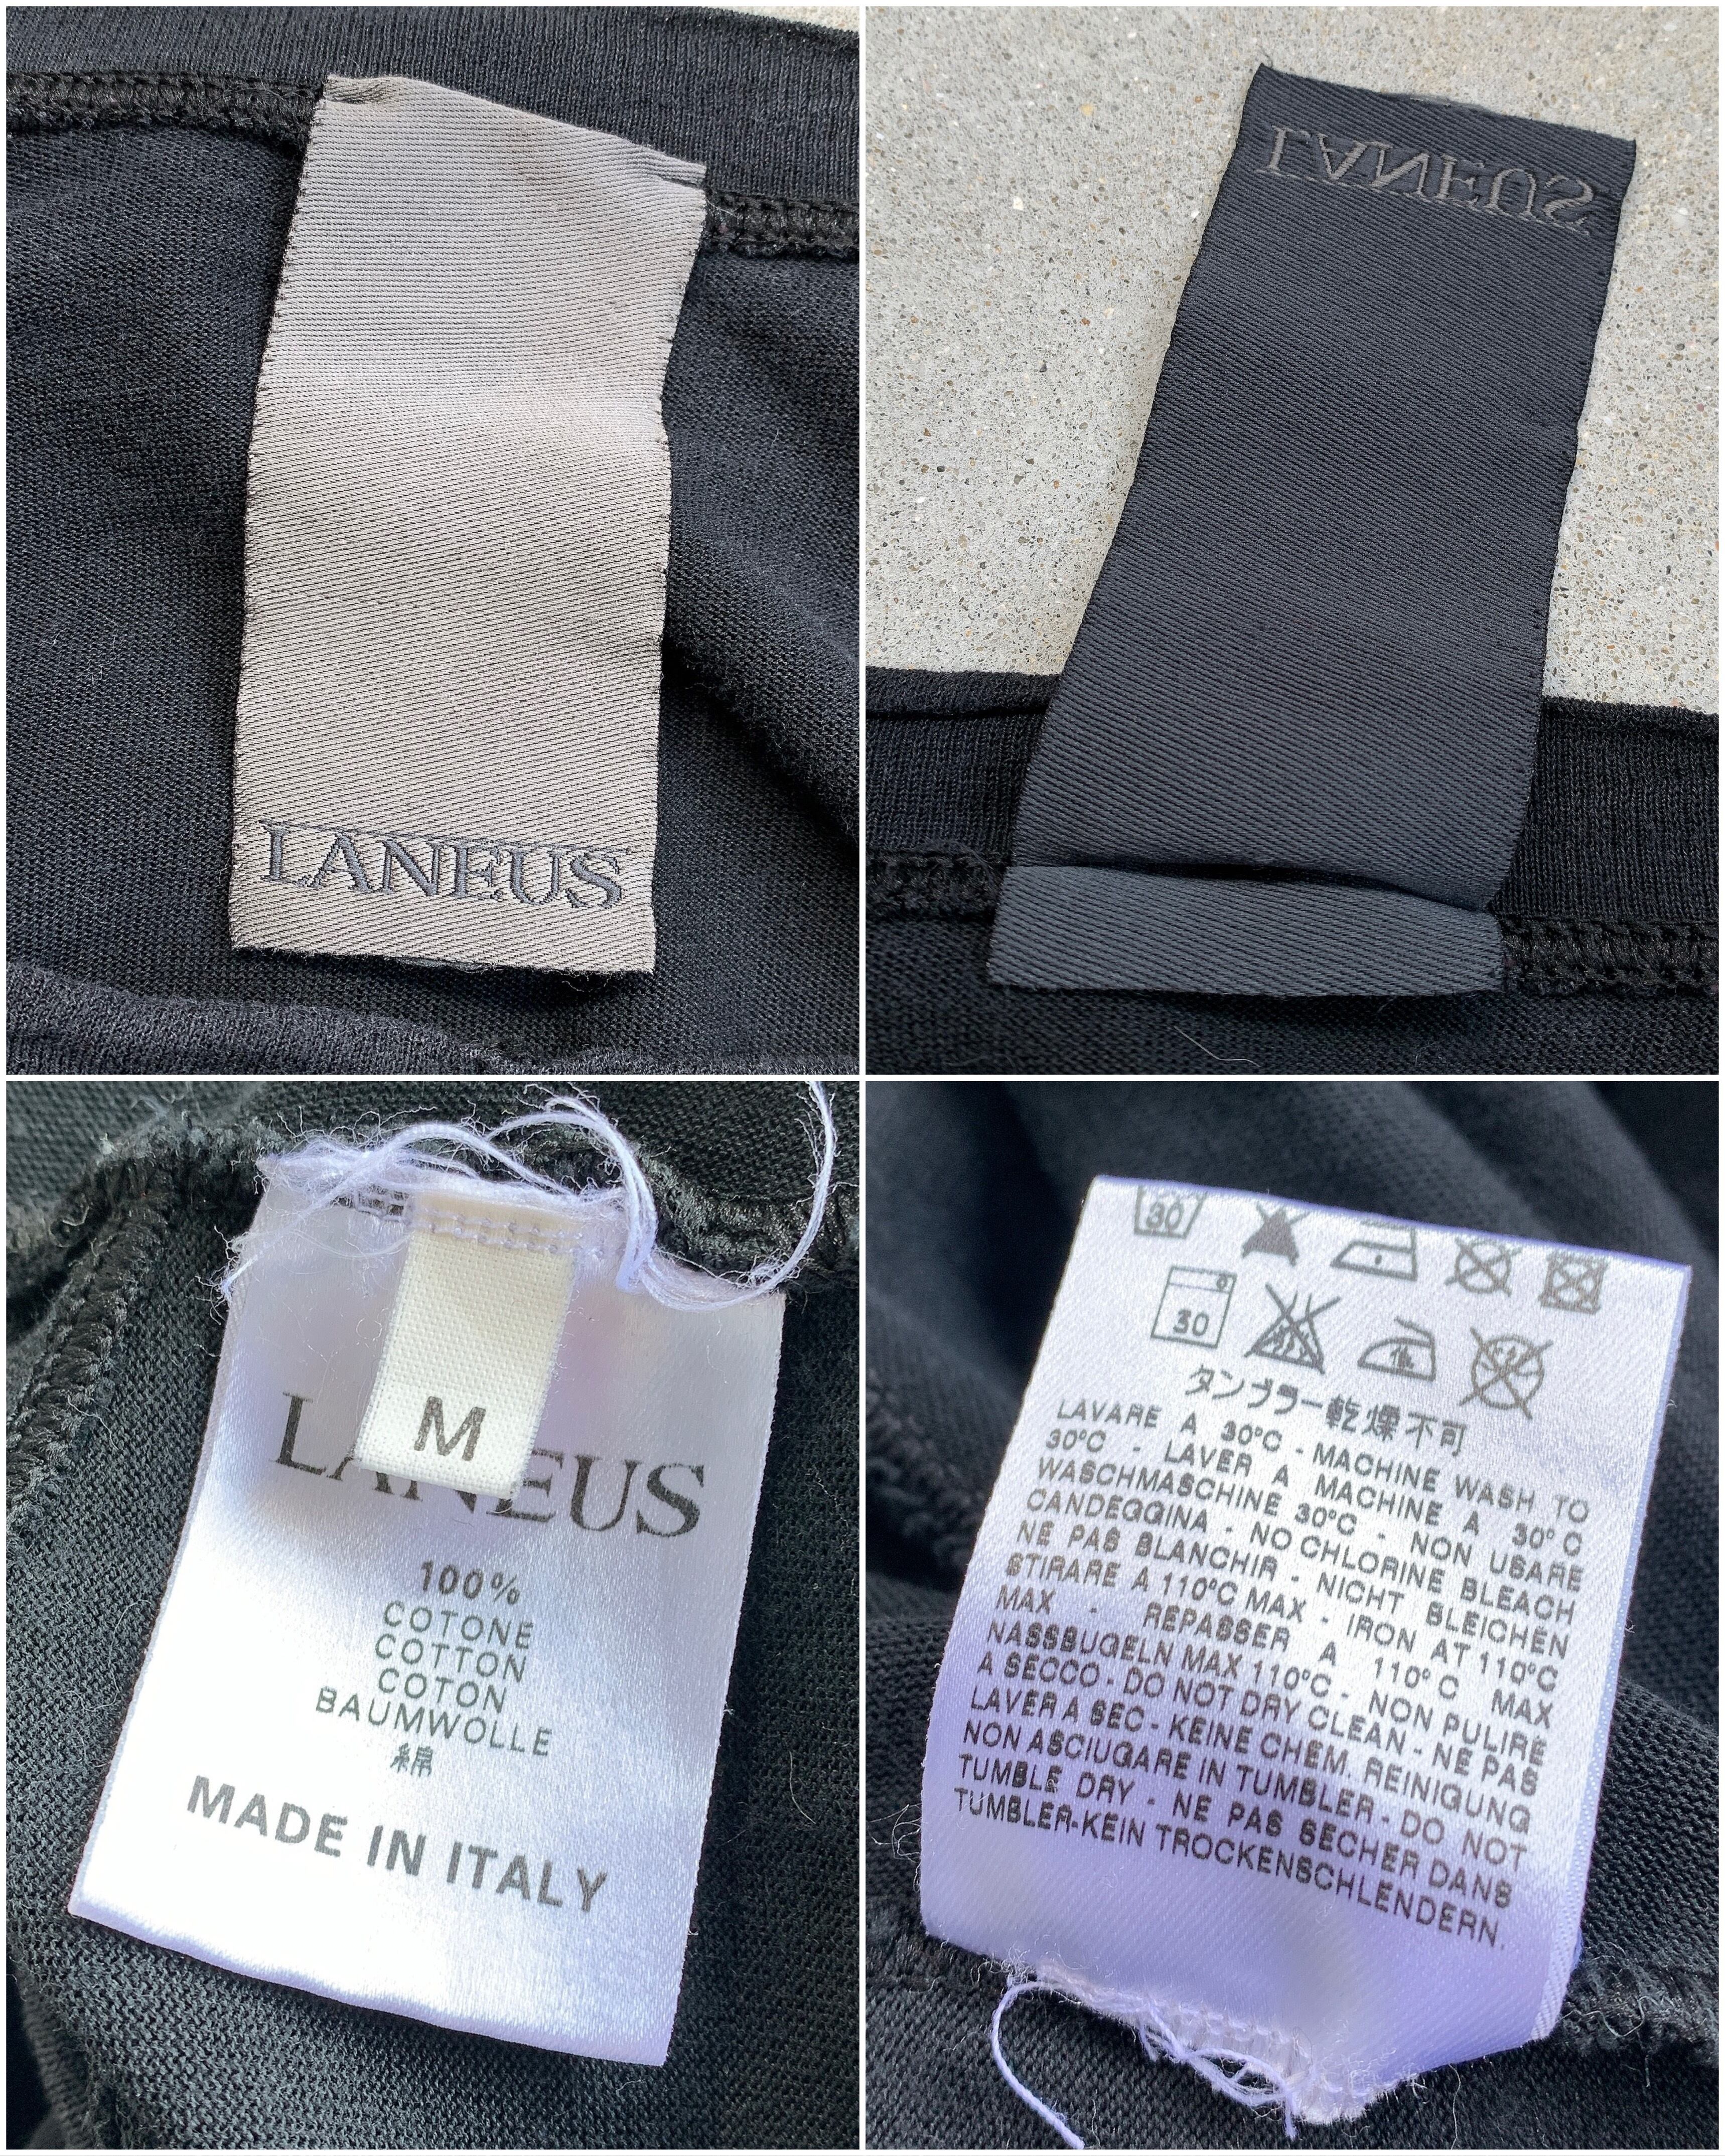 LANEUS
LANEUS
M
LANEUS
100%
COTONE
COTTON
COTON
BAUMWOLLE
綿
MADE IN ITALY
30
30
低
タンブラー乾燥不可
LAVARE A 30°C - MACHINE WASH TO
30°C - LAVER A MACHINE A 30°C
WASCHMASCHINE 30°C - NON USARE
CANDEGGINA - NO CHLORINE BLEACH
NE PAS BLANCHIR - NICHT BLEICHEN
STIRARE A 110°C MAX - IRON AT 110°C
MAX - REPASSER A 110°C MAX
NASSBUGELN MAX 110°C - NON PULIRE
A SECCO - DO NOT DRY CLEAN - NE PAS
LAVER A SEC - KEINE CHEM. REINIGUNG
NON ASCIUGARE IN TUMBLER - DO NOT
TUMBLE DRY - NE PAS SECHER DANS
TUMBLER-KEIN TROCKENSCHLENDERN.